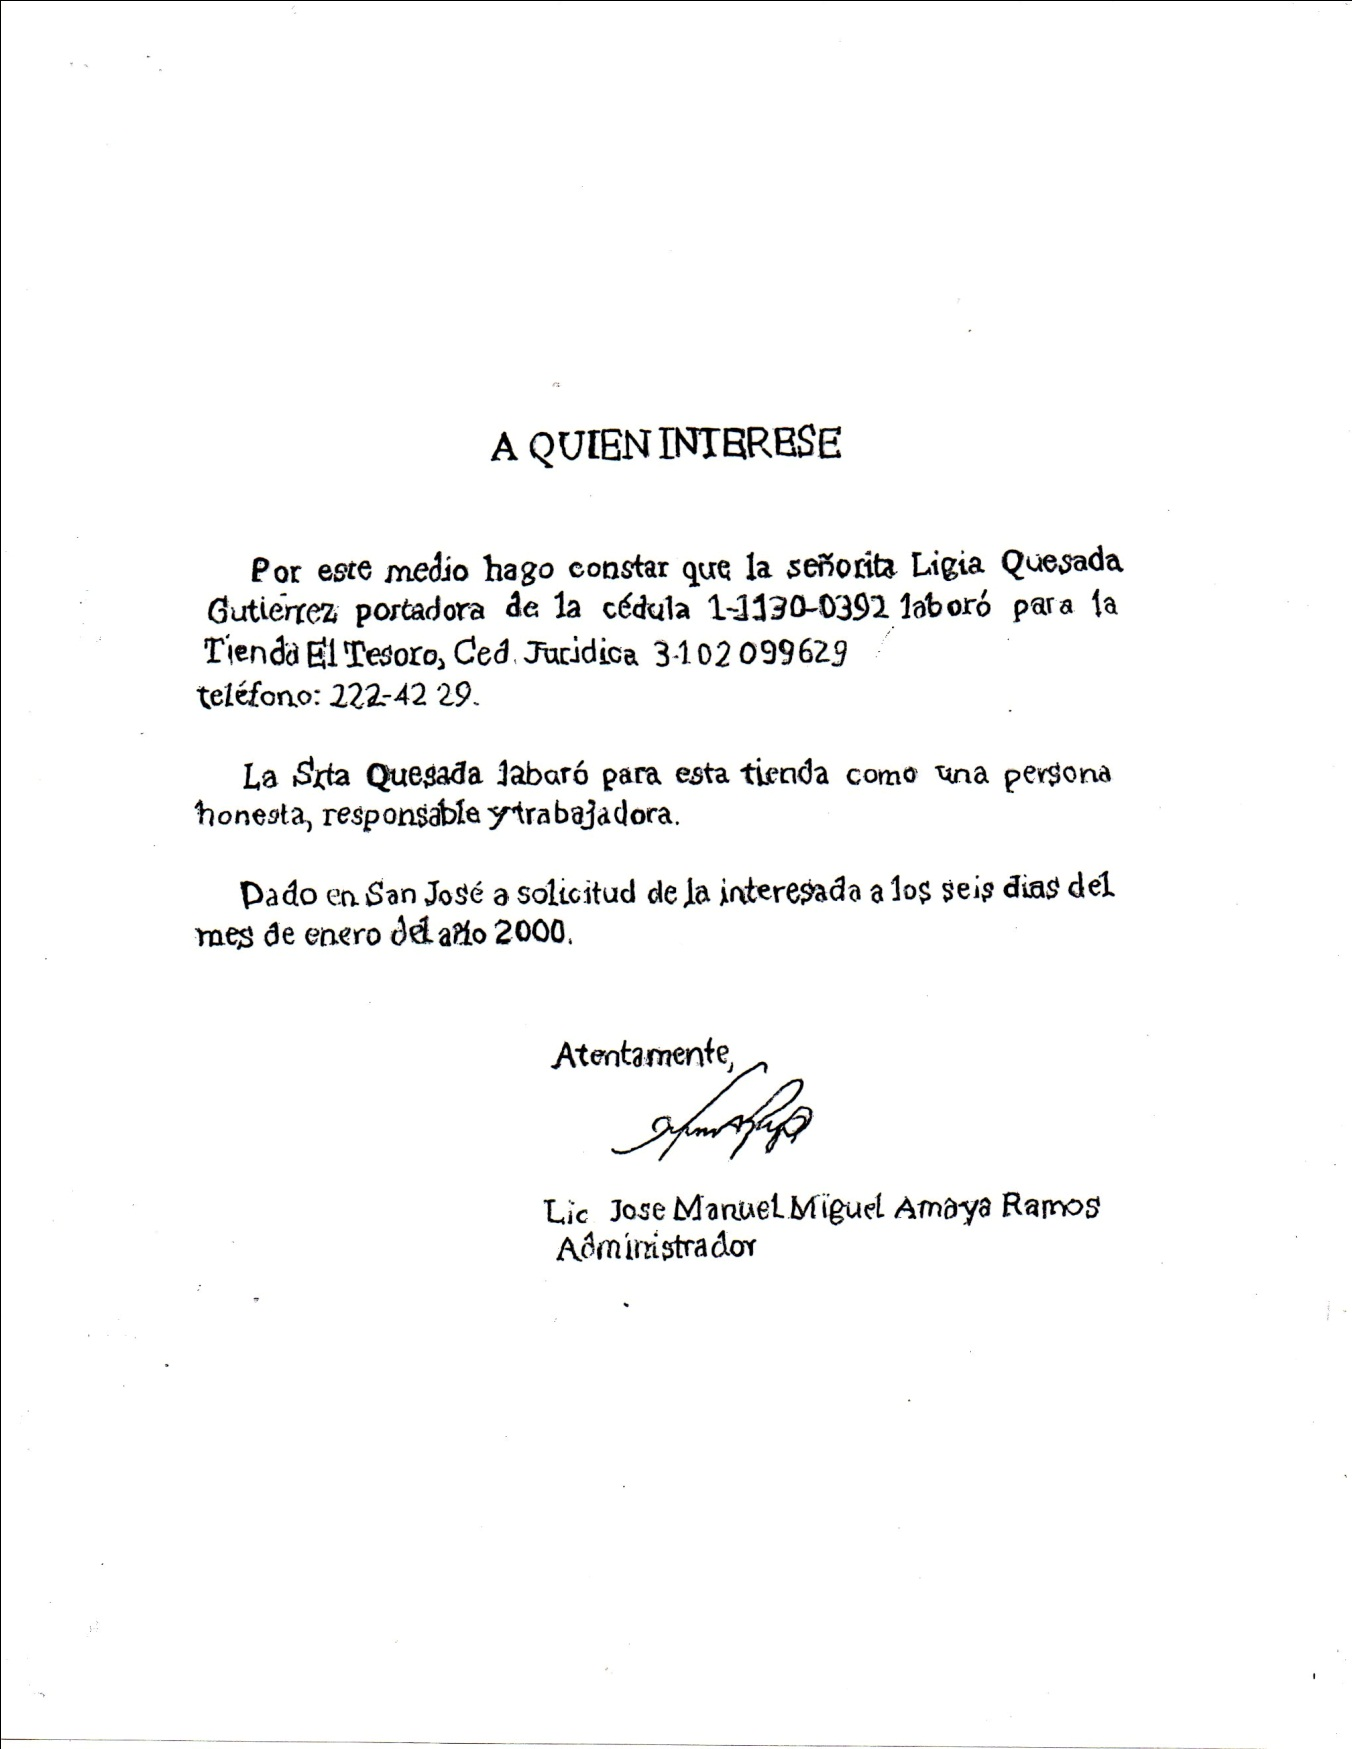 A QUIEN INTERESE
Por este medio hago constar que la señorita Ligia Quesada
Gutiérrez portadora de la cédula 1-1130-0392 laboró para la
Tienda El Tesoro, Ced. Juridica 3-102 099629
teléfono: 222-42 29.
La Srta Quesada laboró para esta tienda como una persona
honesta, responsable y trabajadora.
Dado en San José a solicitud de la interesada a los seis dias del
mes de enero del año 2000.
Atentamente,
Lic Jose Manuel Miguel Amaya Ramos
Administrador